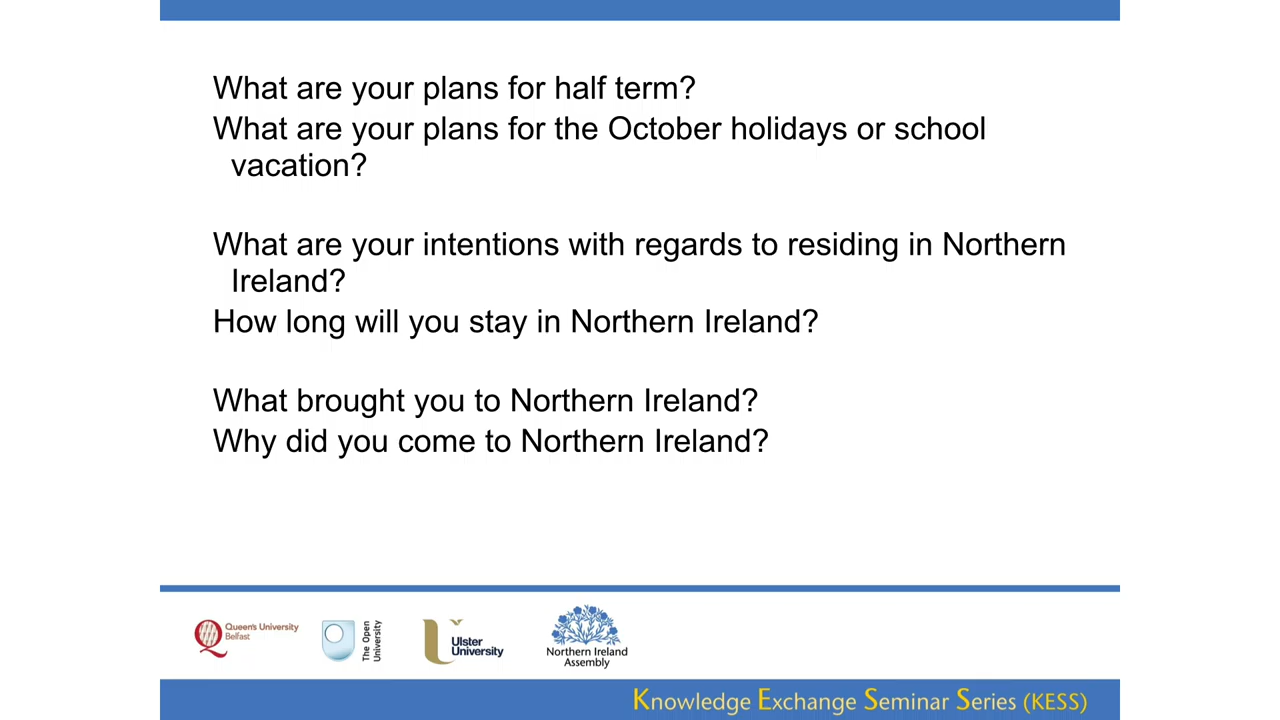 What are your plans for half term?
What are your plans for the October holidays or school
vacation?
What are your intentions with regards to residing in Northern
Ireland?
How long will you stay in Northern Ireland?
What brought you to Northern Ireland?
Why did you come to Northern Ireland?
Queen's University
Belfast
The Open
University
Ulster
University
Northern Ireland
Assembly
Knowledge Exchange Seminar Series (KESS)